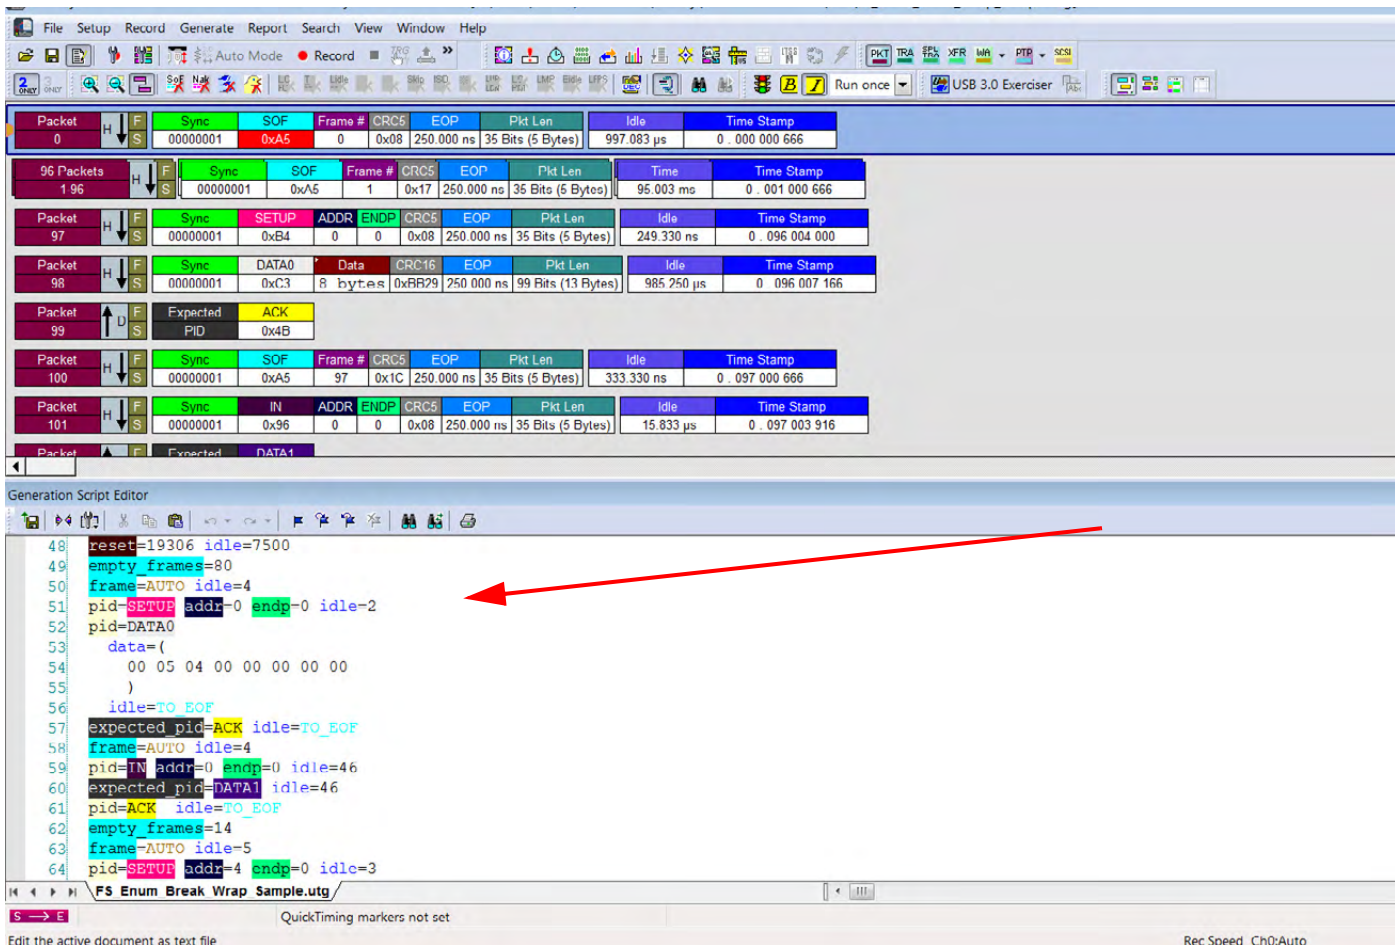 File Setup Record Generate Report Search View Window Help
Auto Mode Record PKT TRA XFR PTP SCSI
2 ONLY Run once USB 3.0 Exerciser
Packet H F Sync SOF Frame # CRC5 EOP Pkt Len Idle Time Stamp
0 S 00000001 0xA5 0 0x08 250.000 ns 35 Bits (5 Bytes) 997.083 µs 0 . 000 000 666
96 Packets H F Sync SOF Frame # CRC5 EOP Pkt Len Time Time Stamp
1-96 S 00000001 0xA5 1 0x17 250.000 ns 35 Bits (5 Bytes) 95.003 ms 0 . 001 000 666
Packet H F Sync SETUP ADDR ENDP CRC5 EOP Pkt Len Idle Time Stamp
97 S 00000001 0xB4 0 0 0x08 250.000 ns 35 Bits (5 Bytes) 249.330 ns 0 . 096 004 000
Packet H F Sync DATA0 Data CRC16 EOP Pkt Len Idle Time Stamp
98 S 00000001 0xC3 8 bytes 0xBB29 250.000 ns 99 Bits (13 Bytes) 985.250 µs 0 . 096 007 166
Packet D F Expected ACK
99 S PID 0x4B
Packet H F Sync SOF Frame # CRC5 EOP Pkt Len Idle Time Stamp
100 S 00000001 0xA5 97 0x1C 250.000 ns 35 Bits (5 Bytes) 333.330 ns 0 . 097 000 666
Packet H F Sync IN ADDR ENDP CRC5 EOP Pkt Len Idle Time Stamp
101 S 00000001 0x96 0 0 0x08 250.000 ns 35 Bits (5 Bytes) 15.833 µs 0 . 097 003 916
Packet F Expected DATA1
Generation Script Editor
48 reset=19306 idle=7500
49 empty_frames=80
50 frame=AUTO idle=4
51 pid=SETUP addr=0 endp=0 idle=2
52 pid=DATA0
53 data=(
54 00 05 04 00 00 00 00 00
55 )
56 idle=TO_EOF
57 expected_pid=ACK idle=TO_EOF
58 frame=AUTO idle=4
59 pid=IN addr=0 endp=0 idle=46
60 expected_pid=DATA1 idle=46
61 pid=ACK idle=TO_EOF
62 empty_frames=14
63 frame=AUTO idle=5
64 pid=SETUP addr=4 endp=0 idle=3
FS_Enum_Break_Wrap_Sample.utg
S → E QuickTiming markers not set
Edit the active document as text file Rec Speed Ch0:Auto